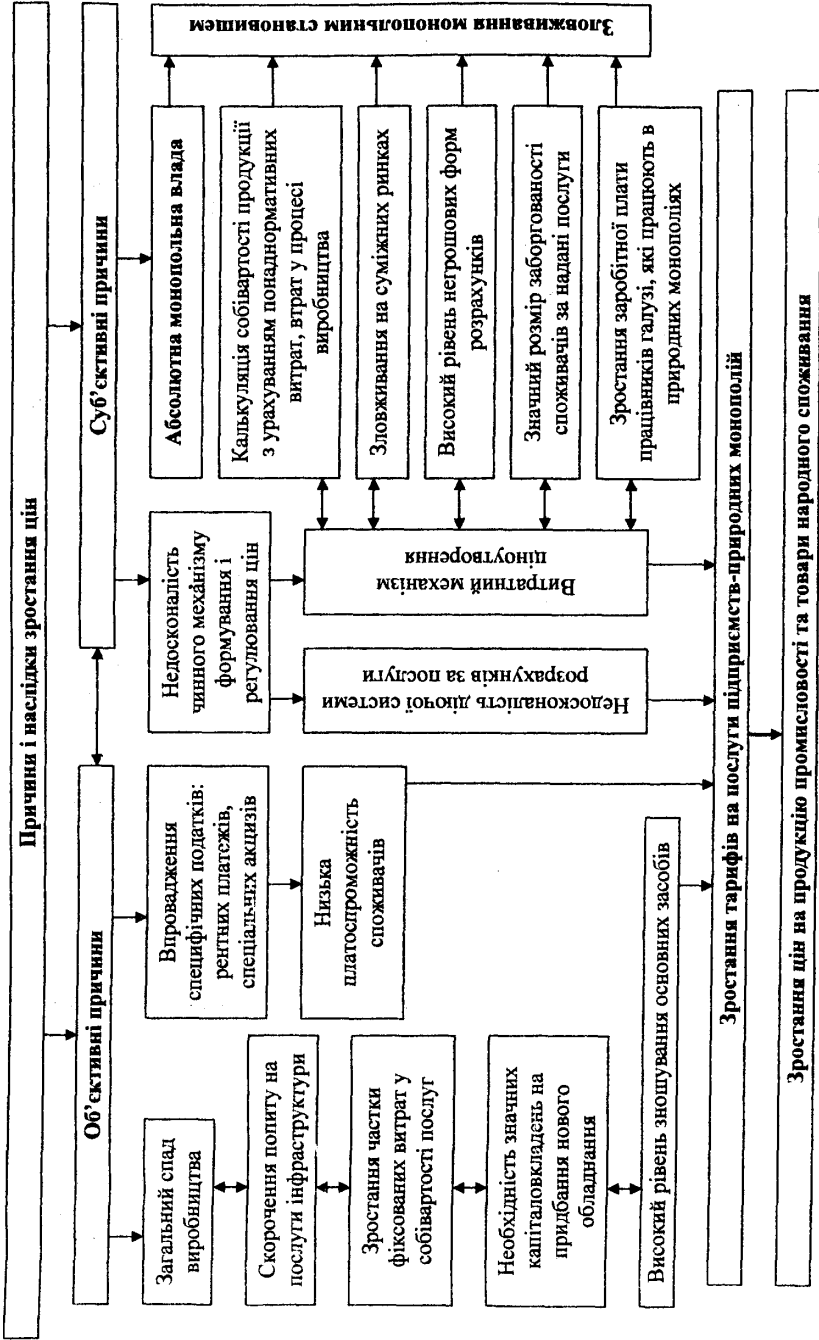 Причини і наслідки зростання цін
Об’єктивні причини
Суб’єктивні причини
Загальний спад
виробництва
Скорочення попиту на
послуги інфраструктури
Зростання частки
фіксованих витрат у
собівартості послуг
Необхідність значних
капіталовкладень на
придбання нового
обладнання
Високий рівень зношування основних засобів
Впровадження
специфічних податків:
рентних платежів,
спеціальних акцизів
Низька
платоспроможність
споживачів
Недосконалість
чинного механізму
формування і
регулювання цін
Недосконалість діючої системи
розрахунків за послуги
Витратний механізм
ціноутворення
Абсолютна монопольна влада
Калькуляція собівартості продукції
з урахуванням понаднормативних
витрат, втрат у процесі
виробництва
Зловживання на суміжних ринках
Високий рівень негрошових форм
розрахунків
Значний розмір заборгованості
споживачів за надані послуги
Зростання заробітної плати
працівників галузі, які працюють в
природних монополіях
Зловживання монопольним становищем
Зростання тарифів на послуги підприємств-природних монополій
Зростання цін на продукцію промисловості та товари народного споживання